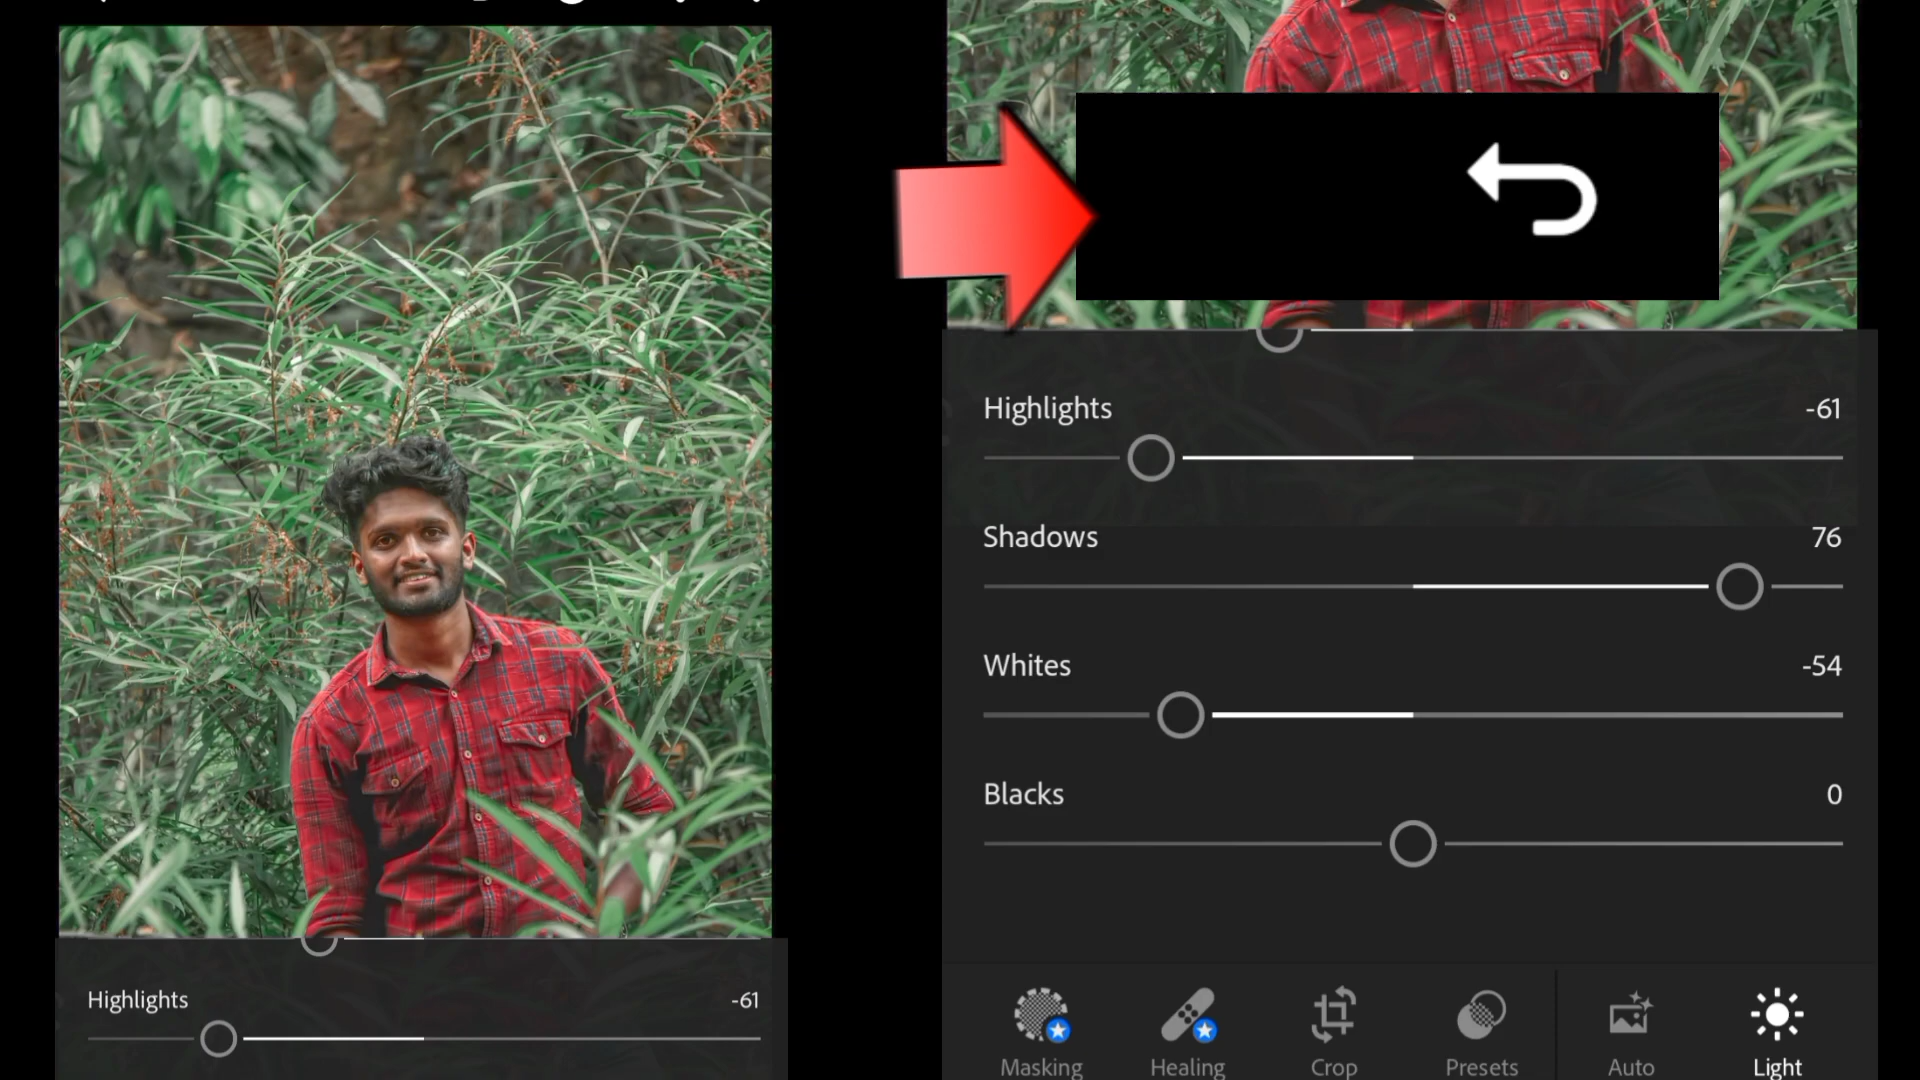 Highlights -61
Highlights -61
Shadows 76
Whites -54
Blacks 0
Masking Healing Crop Presets Auto Light